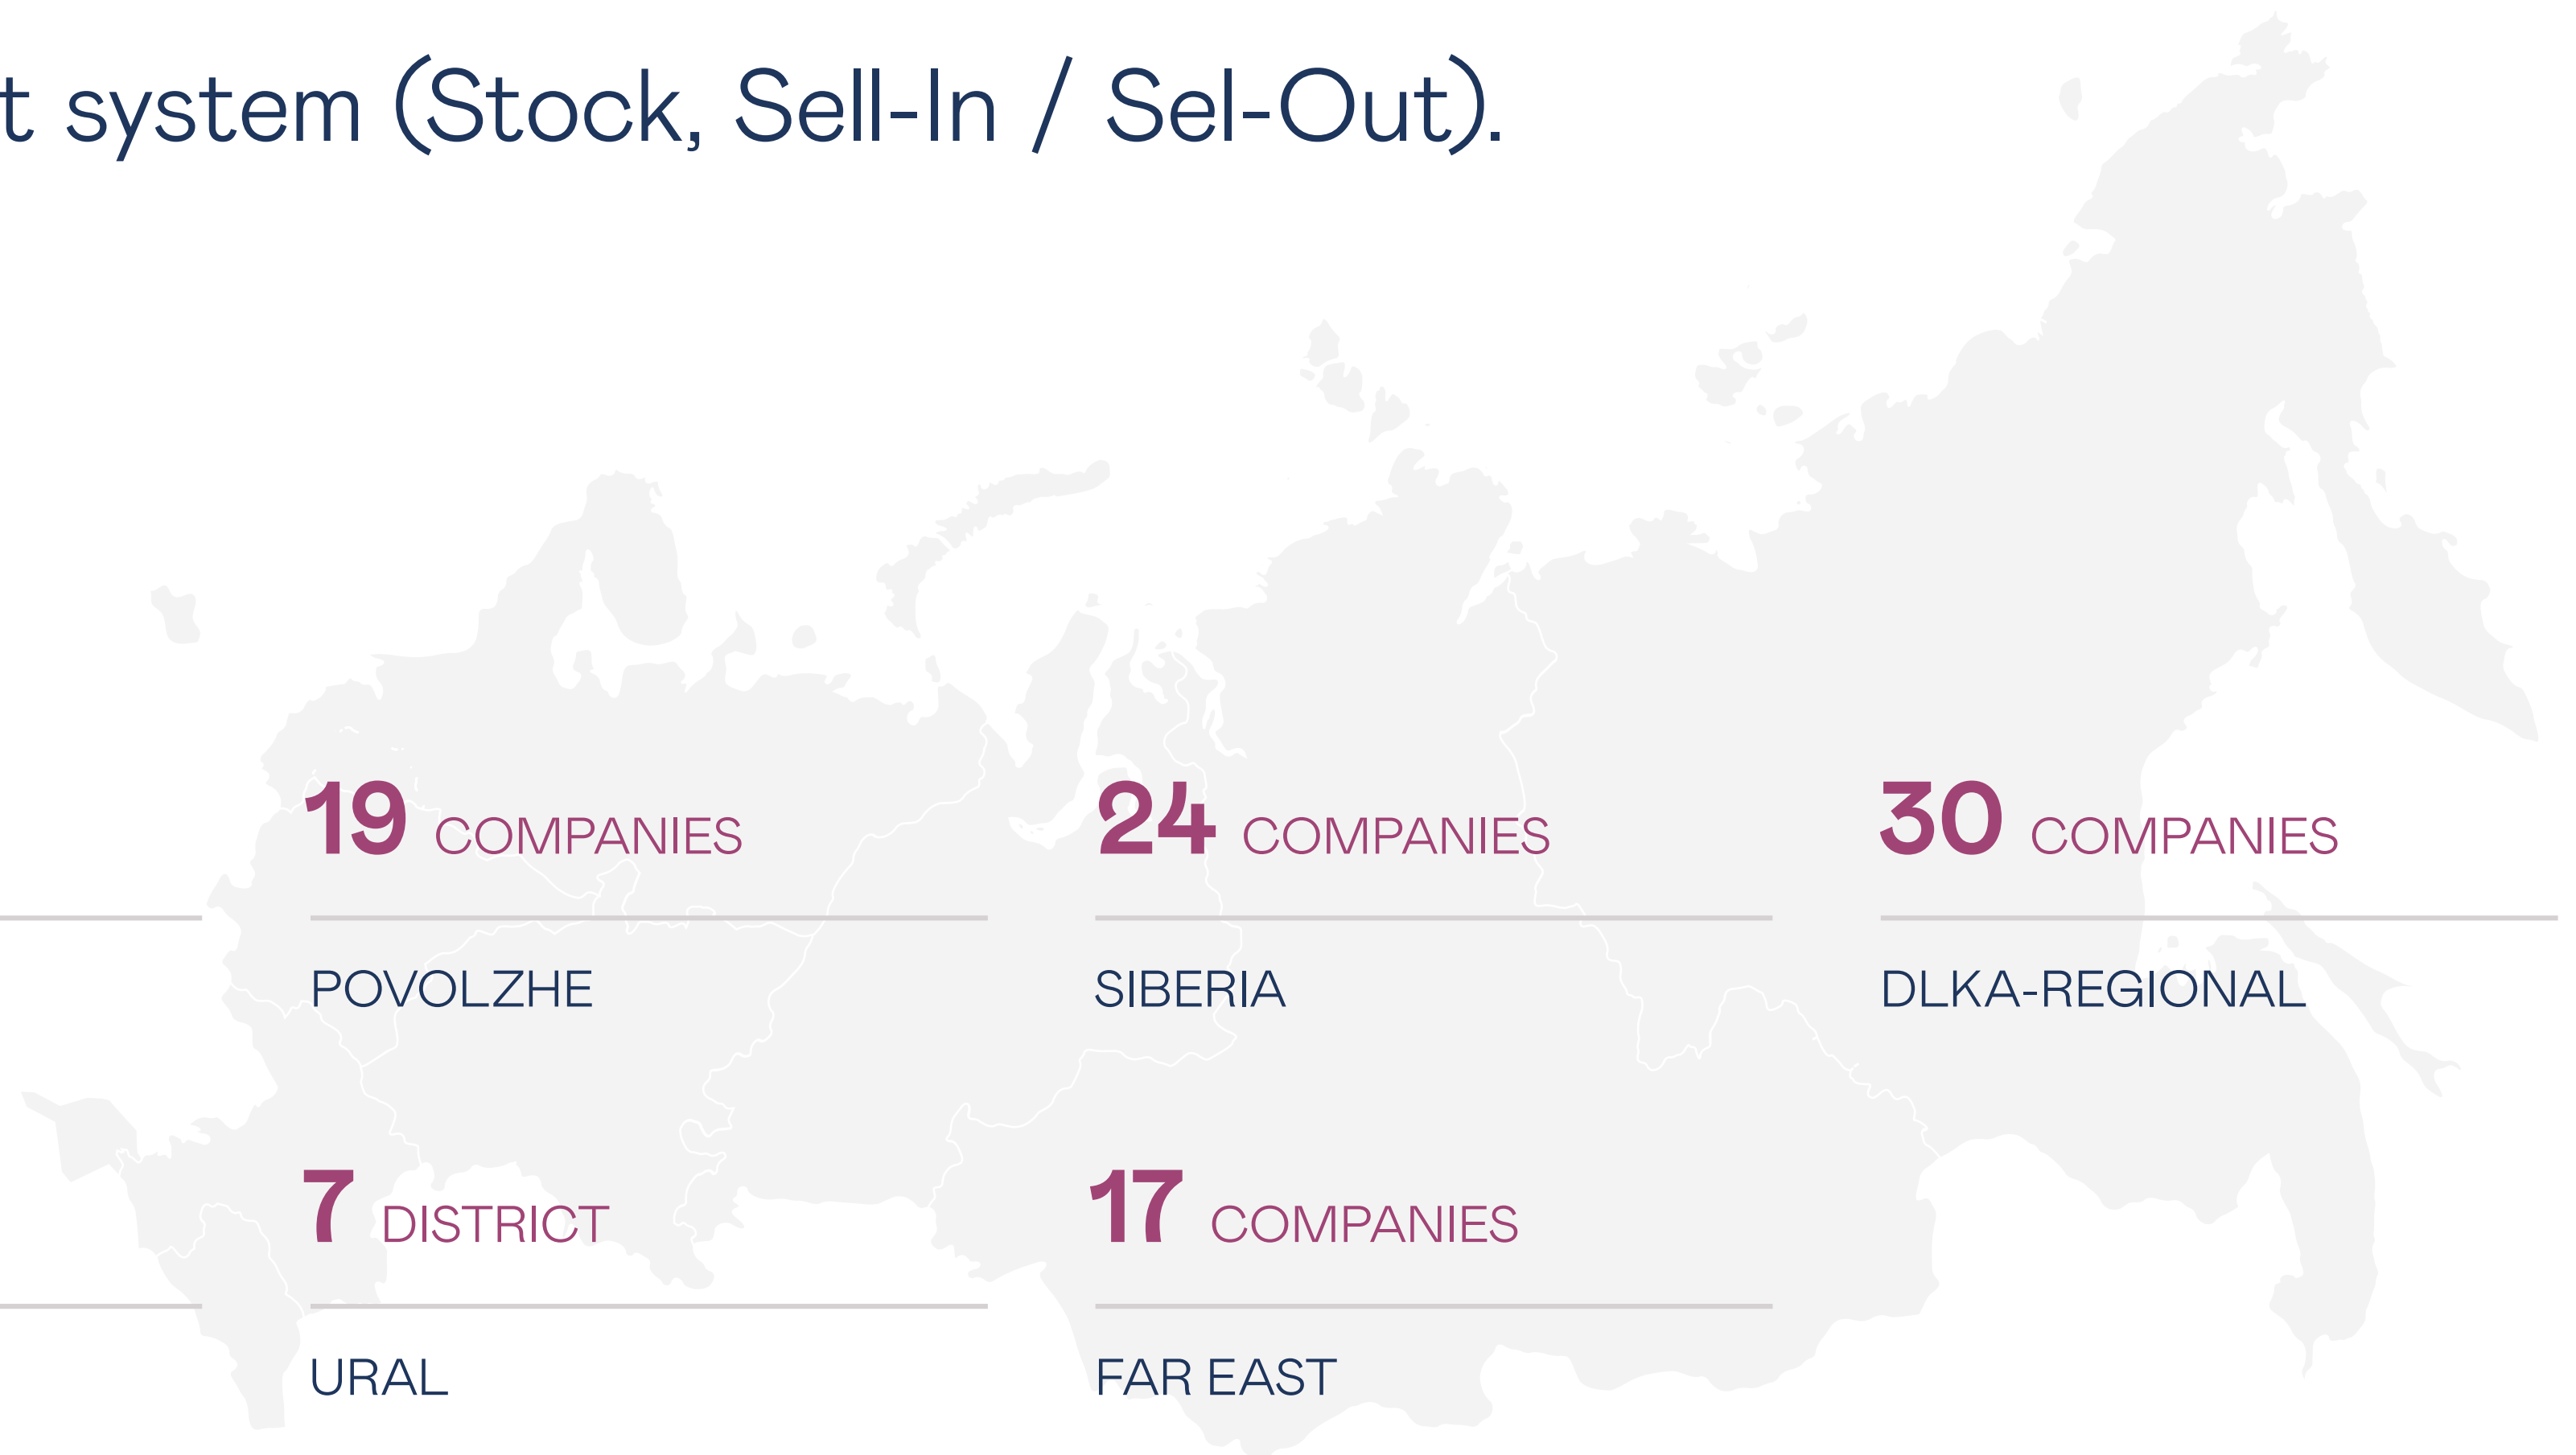 t system (Stock, Sell-In / Sel-Out).
19 COMPANIES
POVOLZHE
24 COMPANIES
SIBERIA
30 COMPANIES
DLKA-REGIONAL
7 DISTRICT
URAL
17 COMPANIES
FAR EAST